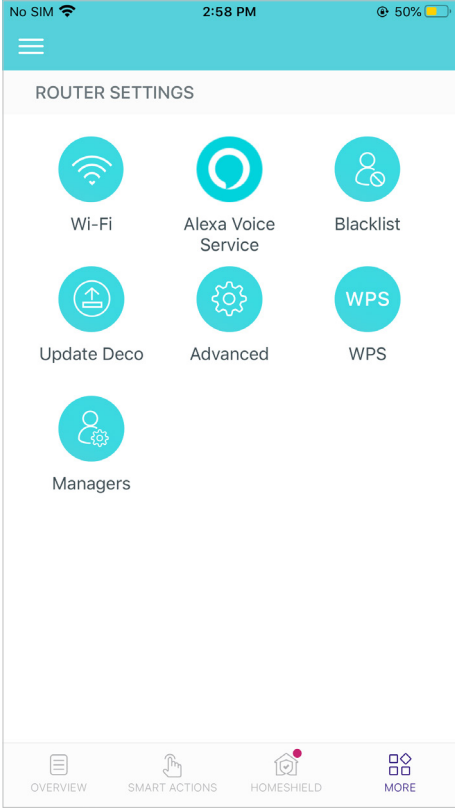 No SIM 2:58 PM 50%
ROUTER SETTINGS
Wi-Fi Alexa Voice Service Blacklist
Update Deco Advanced WPS WPS
Managers
OVERVIEW SMART ACTIONS HOMESHIELD MORE